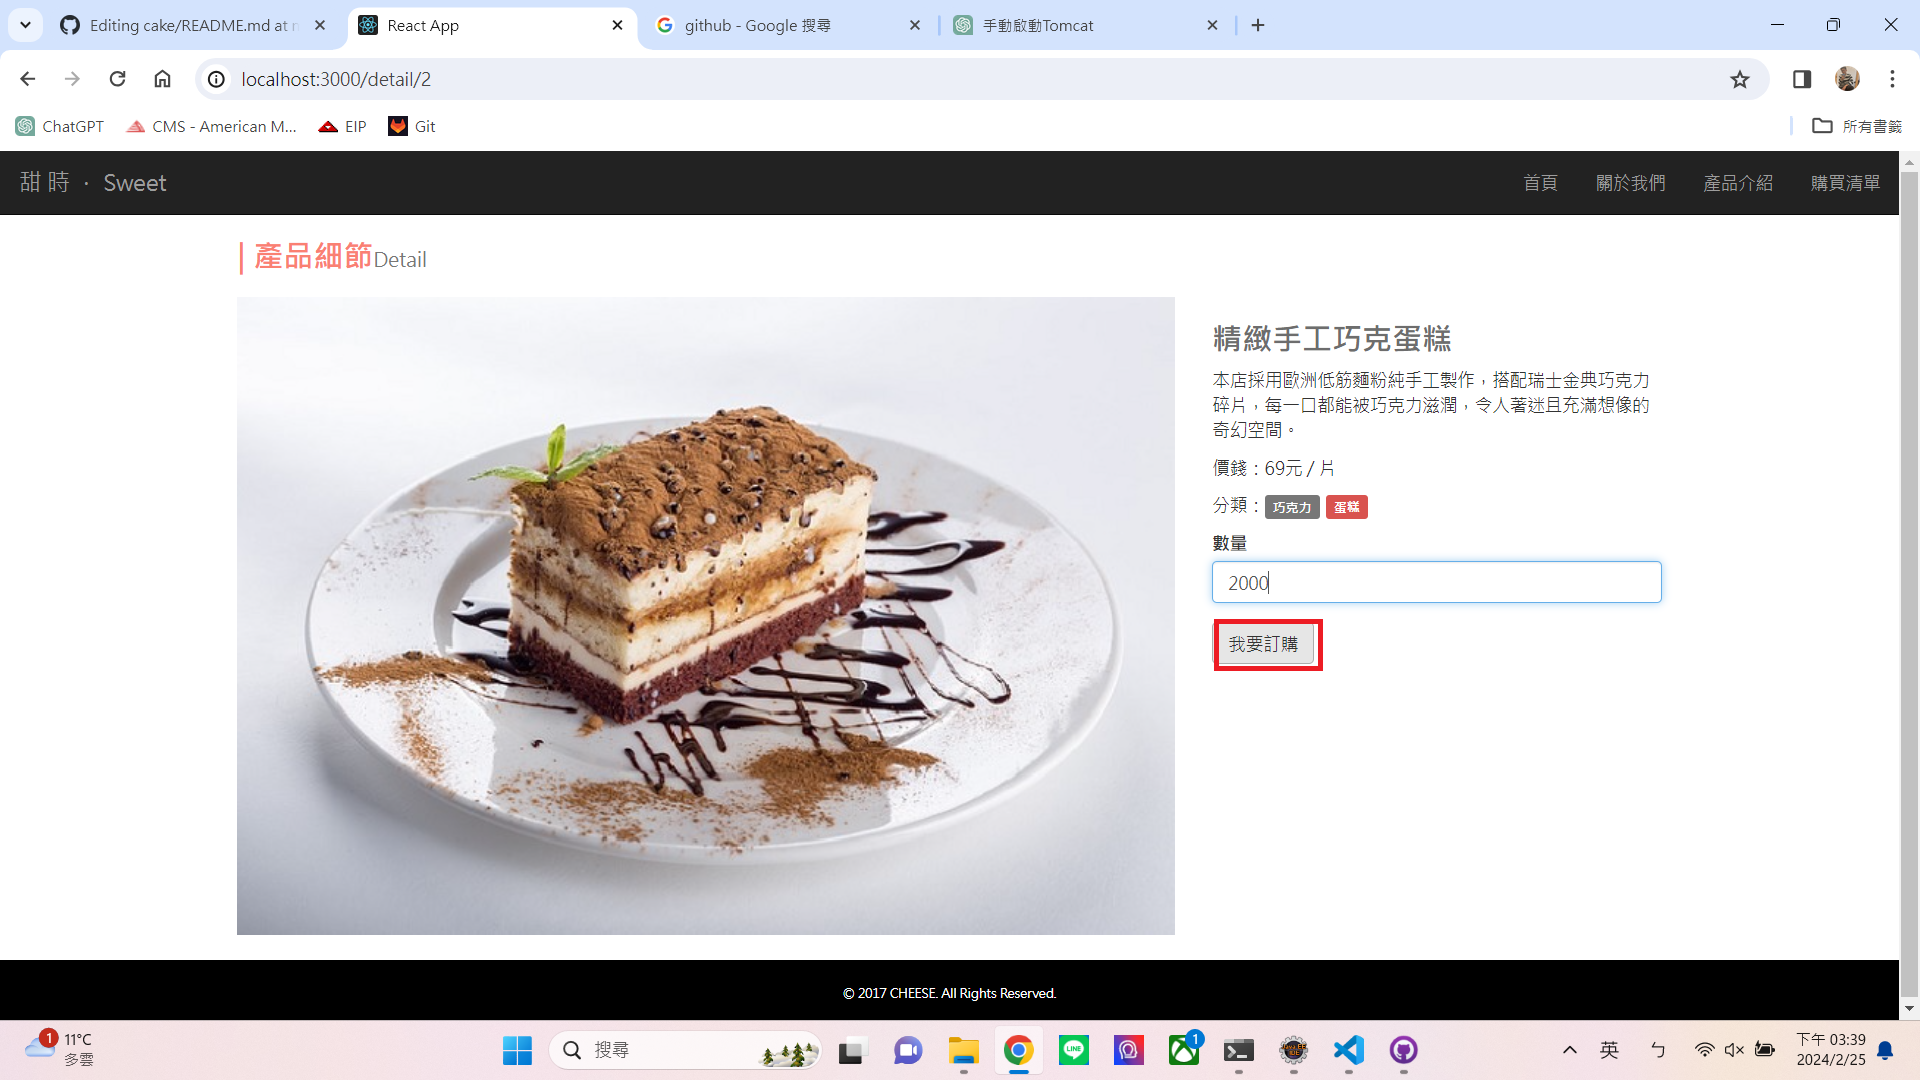 Editing cake/README.md at m
React App
github - Google 搜尋
手動啟動Tomcat
localhost:3000/detail/2
ChatGPT
CMS - American M...
EIP
Git
所有書籤
甜 時 · Sweet
首頁
關於我們
產品介紹
購買清單
產品細節Detail
精緻手工巧克蛋糕
本店採用歐洲低筋麵粉純手工製作，搭配瑞士金典巧克力
碎片，每一口都能被巧克力滋潤，令人著迷且充滿想像的
奇幻空間。
價錢：69元 / 片
分類： 巧克力 蛋糕
數量
2000
我要訂購
© 2017 CHEESE. All Rights Reserved.
1
11°C
多雲
搜尋
LINE
1
英
ㄅ
下午 03:39
2024/2/25